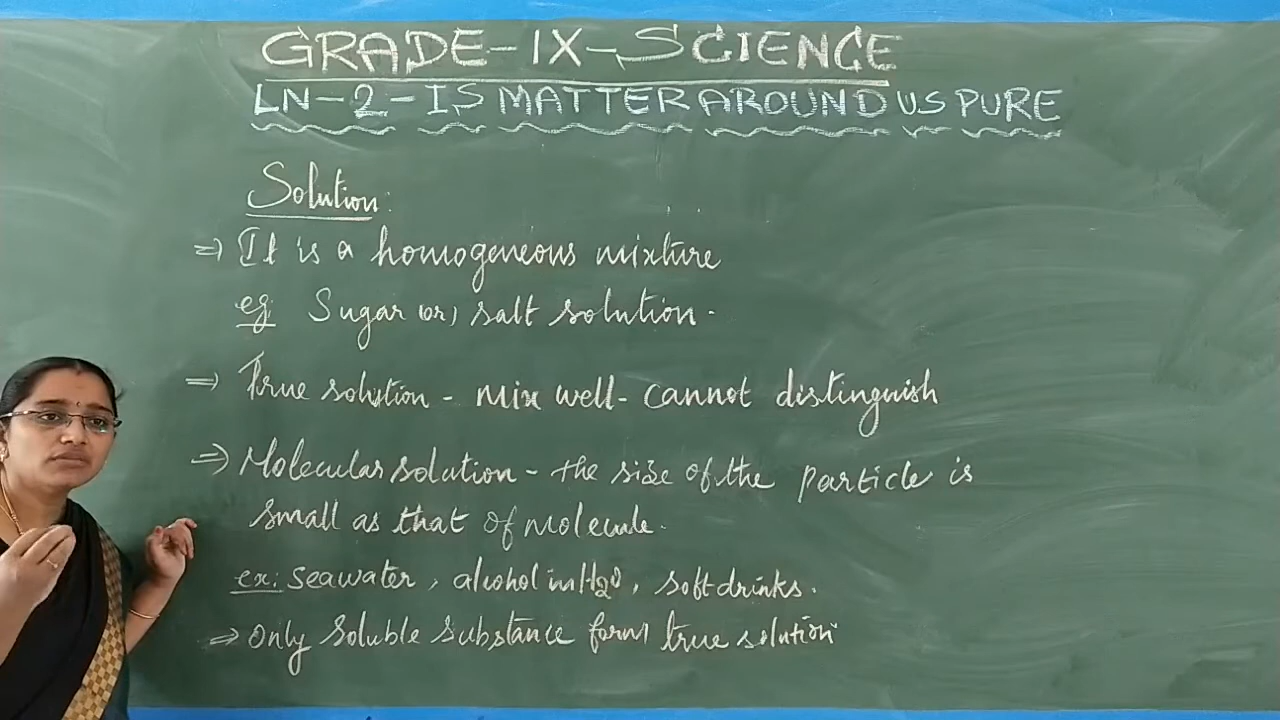 GRADE-IX-SCIENCE
LN-2-IS MATTER AROUND US PURE
Solution:
⇒ It is a homogeneous mixture
eg Sugar (or) salt solution.
⇒ True solution - mix well - cannot distinguish
⇒ Molecular solution - the size of the particle is
small as that of molecule.
ex: seawater, alcohol in H2O, soft drinks.
⇒ Only soluble substance forms true solution